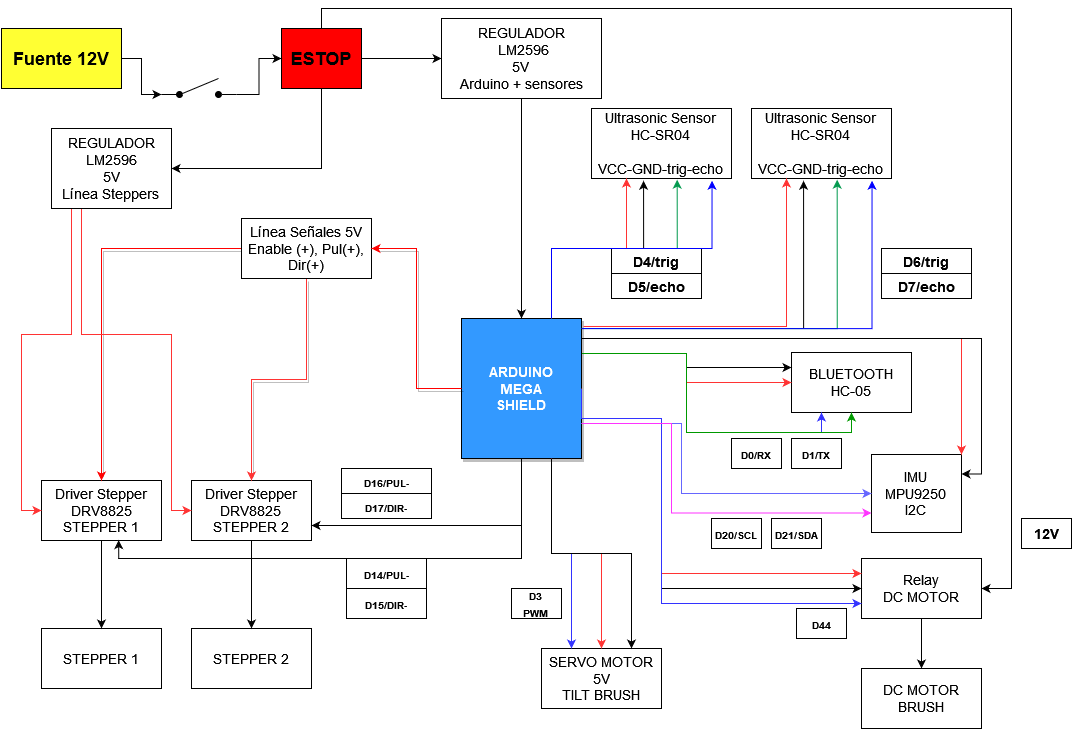 Fuente 12V
ESTOP
REGULADOR
LM2596
5V
Arduino + sensores
Ultrasonic Sensor
HC-SR04
VCC-GND-trig-echo
Ultrasonic Sensor
HC-SR04
VCC-GND-trig-echo
REGULADOR
LM2596
5V
Línea Steppers
Línea Señales 5V
Enable (+), Pul(+),
Dir(+)
D4/trig
D5/echo
D6/trig
D7/echo
ARDUINO
MEGA
SHIELD
BLUETOOTH
HC-05
D0/RX
D1/TX
IMU
MPU9250
I2C
D20/SCL
D21/SDA
12V
Driver Stepper
DRV8825
STEPPER 1
Driver Stepper
DRV8825
STEPPER 2
D16/PUL-
D17/DIR-
D14/PUL-
D15/DIR-
D3
PWM
Relay
DC MOTOR
D44
STEPPER 1
STEPPER 2
SERVO MOTOR
5V
TILT BRUSH
DC MOTOR
BRUSH